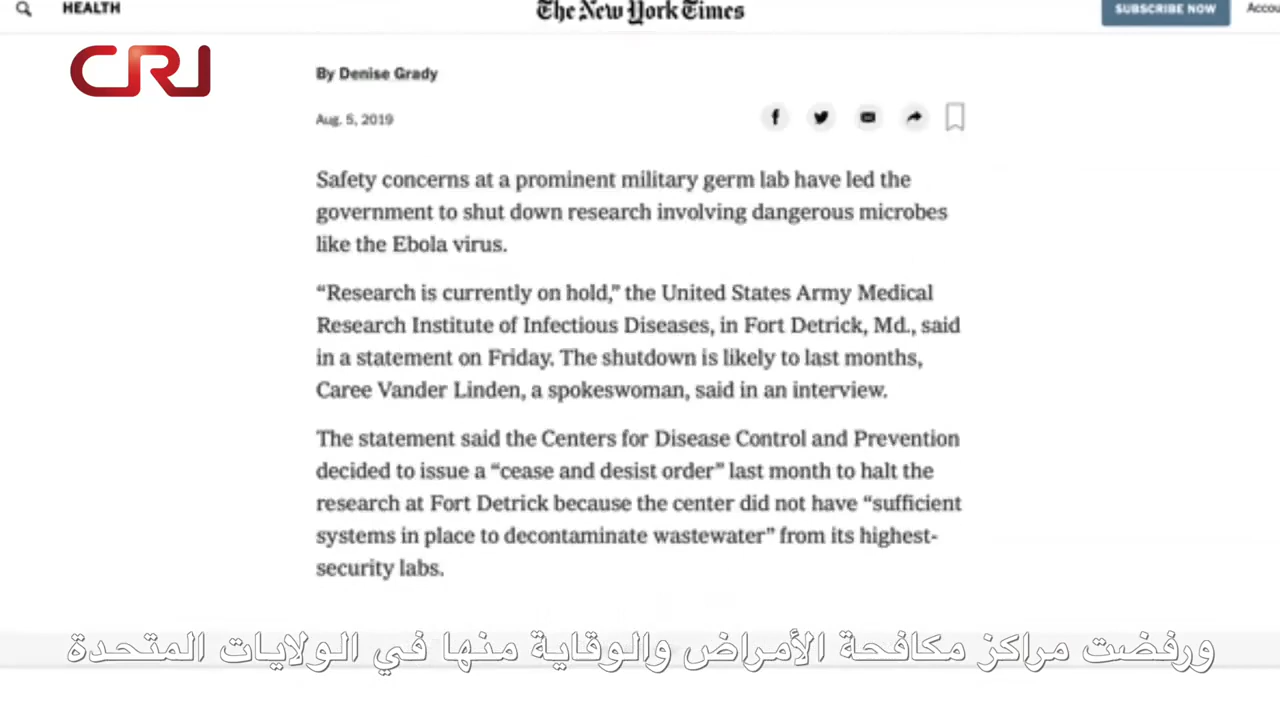 HEALTH
The New York Times
SUBSCRIBE NOW
Accou
CRI
By Denise Grady
Aug. 5, 2019
Safety concerns at a prominent military germ lab have led the
government to shut down research involving dangerous microbes
like the Ebola virus.
“Research is currently on hold,” the United States Army Medical
Research Institute of Infectious Diseases, in Fort Detrick, Md., said
in a statement on Friday. The shutdown is likely to last months,
Caree Vander Linden, a spokeswoman, said in an interview.
The statement said the Centers for Disease Control and Prevention
decided to issue a “cease and desist order” last month to halt the
research at Fort Detrick because the center did not have “sufficient
systems in place to decontaminate wastewater” from its highest-
security labs.
ورفضت مراكز مكافحة الأمراض والوقاية منها في الولايات المتحدة